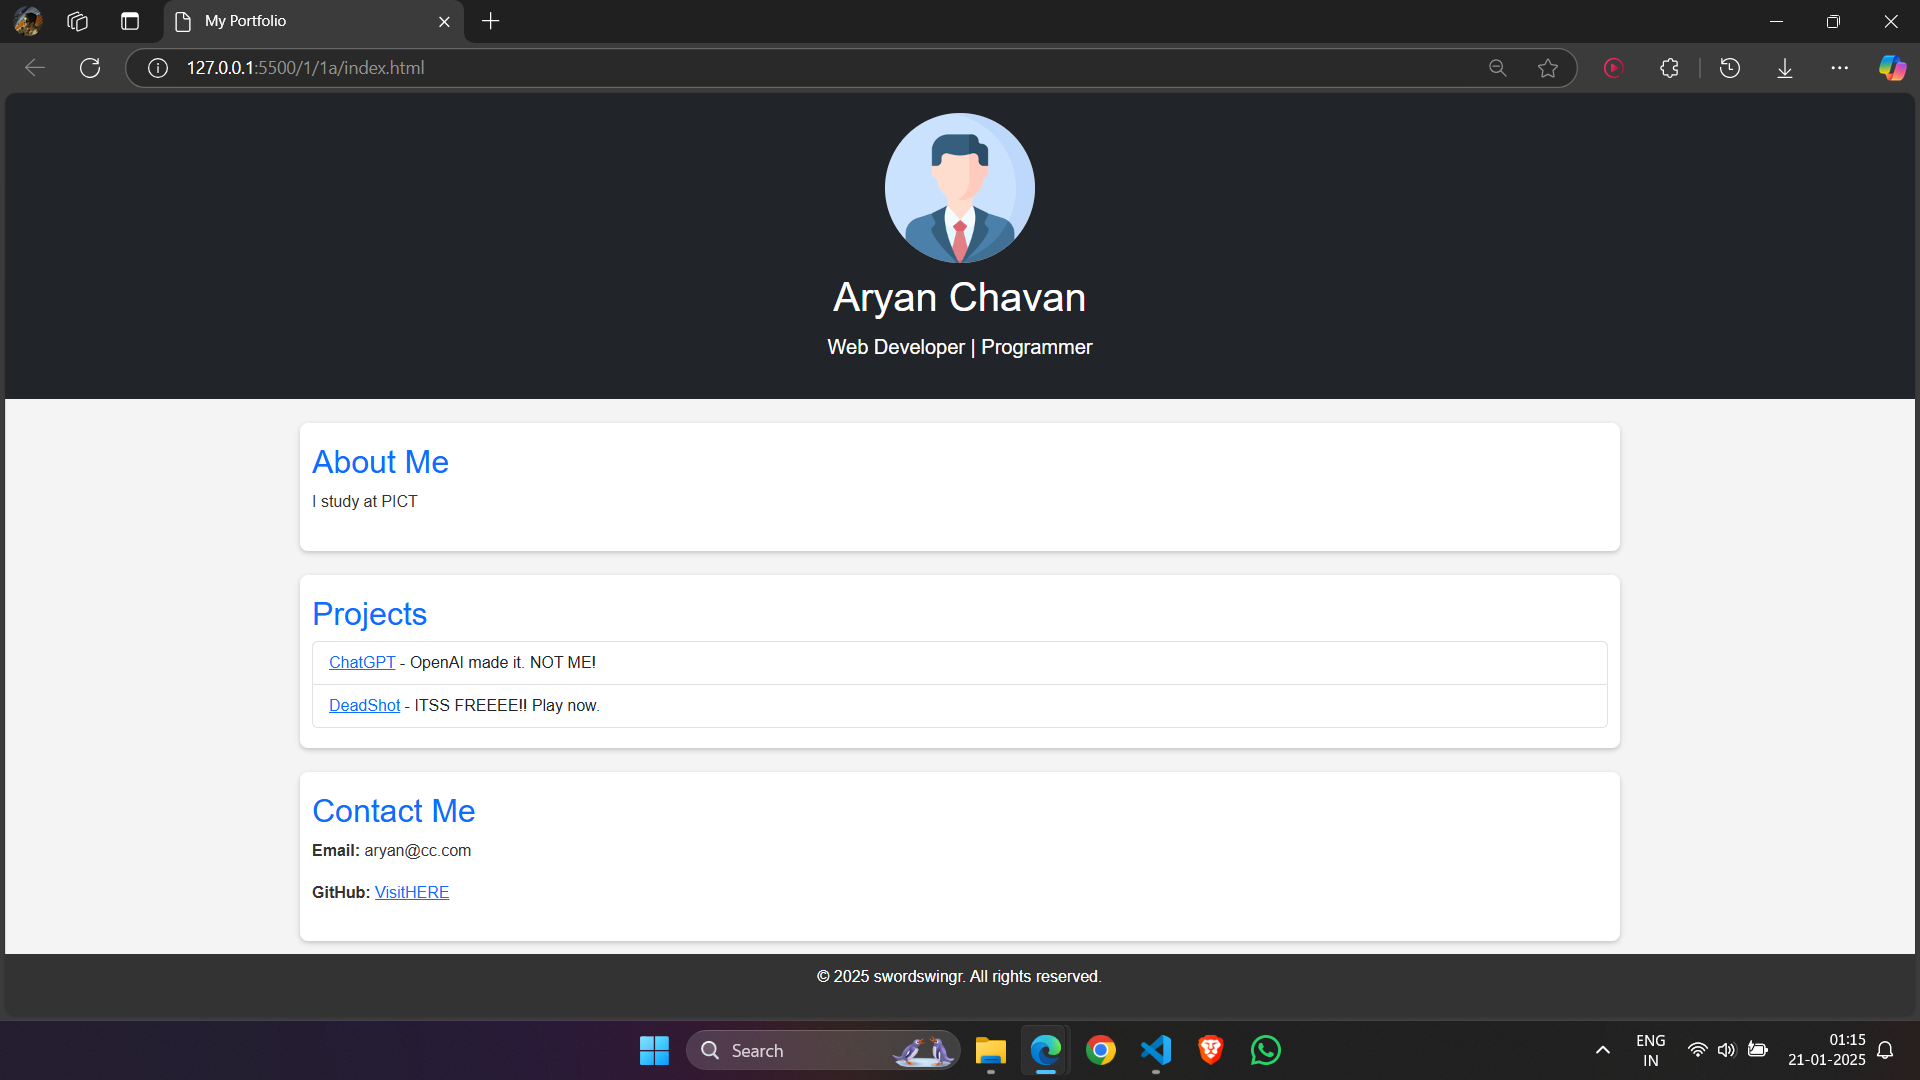 My Portfolio
127.0.0.1:5500/1/1a/index.html
Aryan Chavan
Web Developer | Programmer
About Me
I study at PICT
Projects
ChatGPT - OpenAI made it. NOT ME!
DeadShot - ITSS FREEEE!! Play now.
Contact Me
Email: aryan@cc.com
GitHub: VisitHERE
© 2025 swordswingr. All rights reserved.
Search
ENG
IN
01:15
21-01-2025